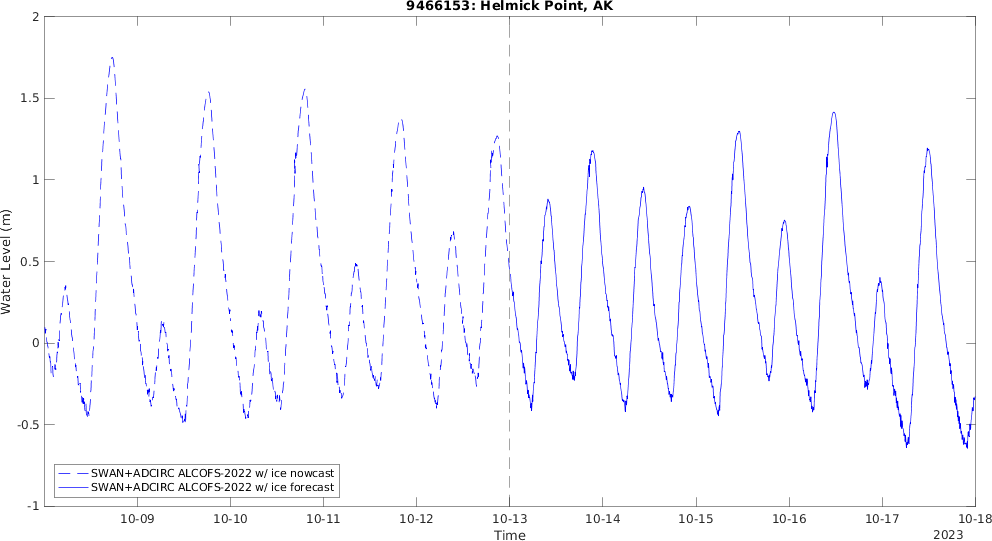 9466153: Helmick Point, AK
2
1.5
1
0.5
0
-0.5
-1
Water Level (m)
SWAN+ADCIRC ALCOFS-2022 w/ ice nowcast
SWAN+ADCIRC ALCOFS-2022 w/ ice forecast
10-09 10-10 10-11 10-12 10-13 10-14 10-15 10-16 10-17 10-18
Time
2023